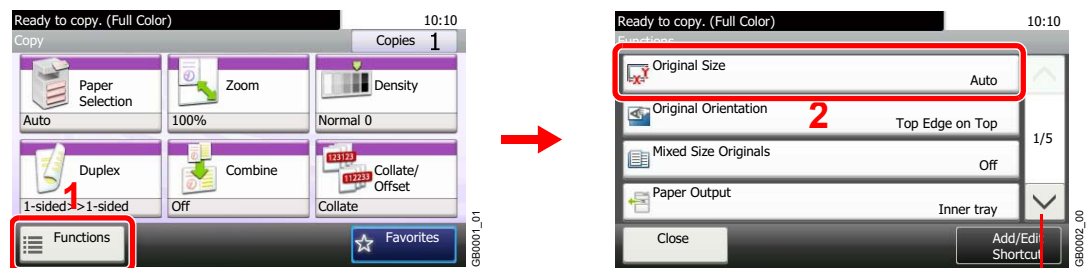 Ready to copy. (Full Color) 10:10
Copy Copies 1
Paper Selection
Auto
Zoom
100%
Density
Normal 0
Duplex
1-sided>>1-sided
Combine
Off
123123
112233
Collate/
Offset
Collate
1
Functions
Favorites
GB0001_01
Ready to copy. (Full Color) 10:10
Functions
Original Size
X Y
Auto
2
Original Orientation
Top Edge on Top
Mixed Size Originals
Off
Paper Output
Inner tray
1/5
Close
Add/Edit
Shortcut
GB0002_00